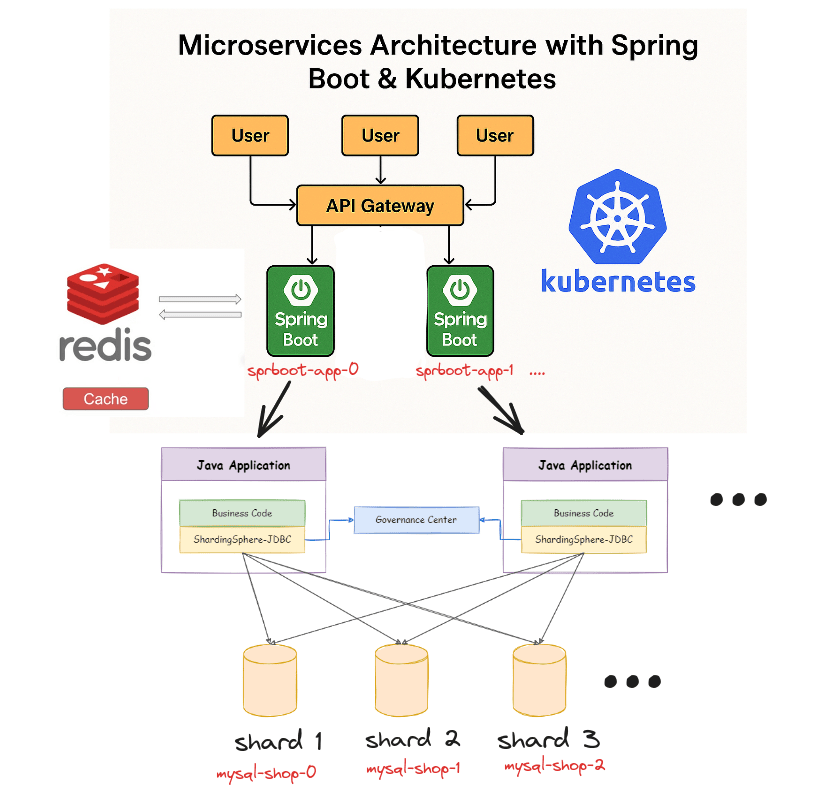 Microservices Architecture with Spring
Boot & Kubernetes
User
User
User
API Gateway
kubernetes
redis
Cache
Spring
Boot
Spring
Boot
sprboot-app-0
sprboot-app-1 ....
Java Application
Business Code
ShardingSphere-JDBC
Governance Center
Java Application
Business Code
ShardingSphere-JDBC
shard 1
shard 2
shard 3
mysql-shop-0
mysql-shop-1
mysql-shop-2